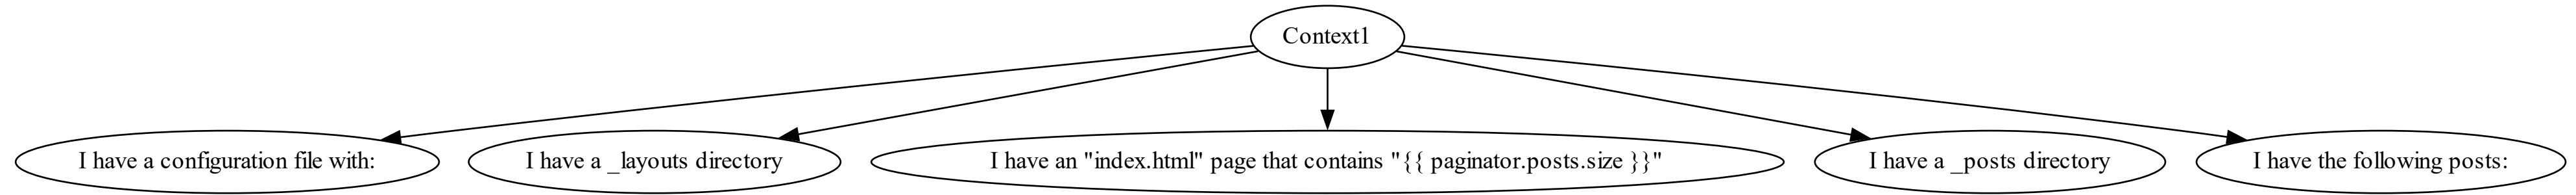 Context1
I have a configuration file with:
I have a _layouts directory
I have an "index.html" page that contains "{{ paginator.posts.size }}"
I have a _posts directory
I have the following posts: